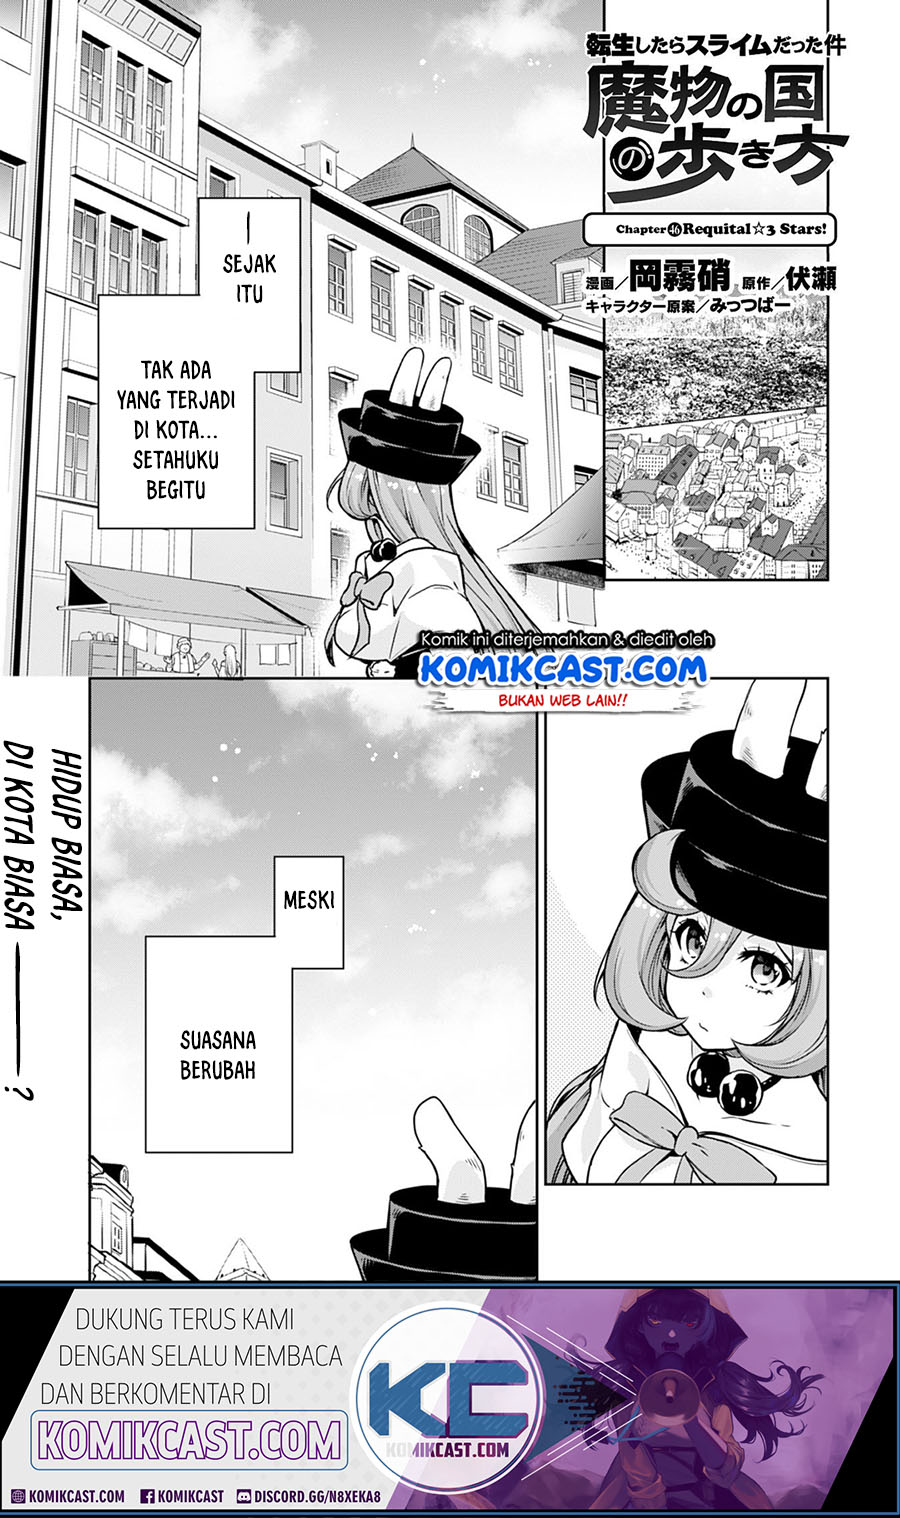 転生したらスライムだった件
魔物の国
の歩き方
Chapter 46 Requital☆3 Stars!
漫画／岡霧硝 原作／伏瀬
キャラクター原案／みっつばー
—
SEJAK
ITU
TAK ADA
YANG TERJADI
DI KOTA...
SETAHUKU
BEGITU
Komik ini diterjemahkan & diedit oleh
KOMIKCAST.COM
BUKAN WEB LAIN!!
MESKI
SUASANA
BERUBAH
HIDUP BIASA,
DI KOTA BIASA ―――?
DUKUNG TERUS KAMI
DENGAN SELALU MEMBACA
DAN BERKOMENTAR DI
KOMIKCAST.COM
KC
KOMIKCAST.COM
KOMIKCAST.COM KOMIKCAST DISCORD.GG/N8XEKA8